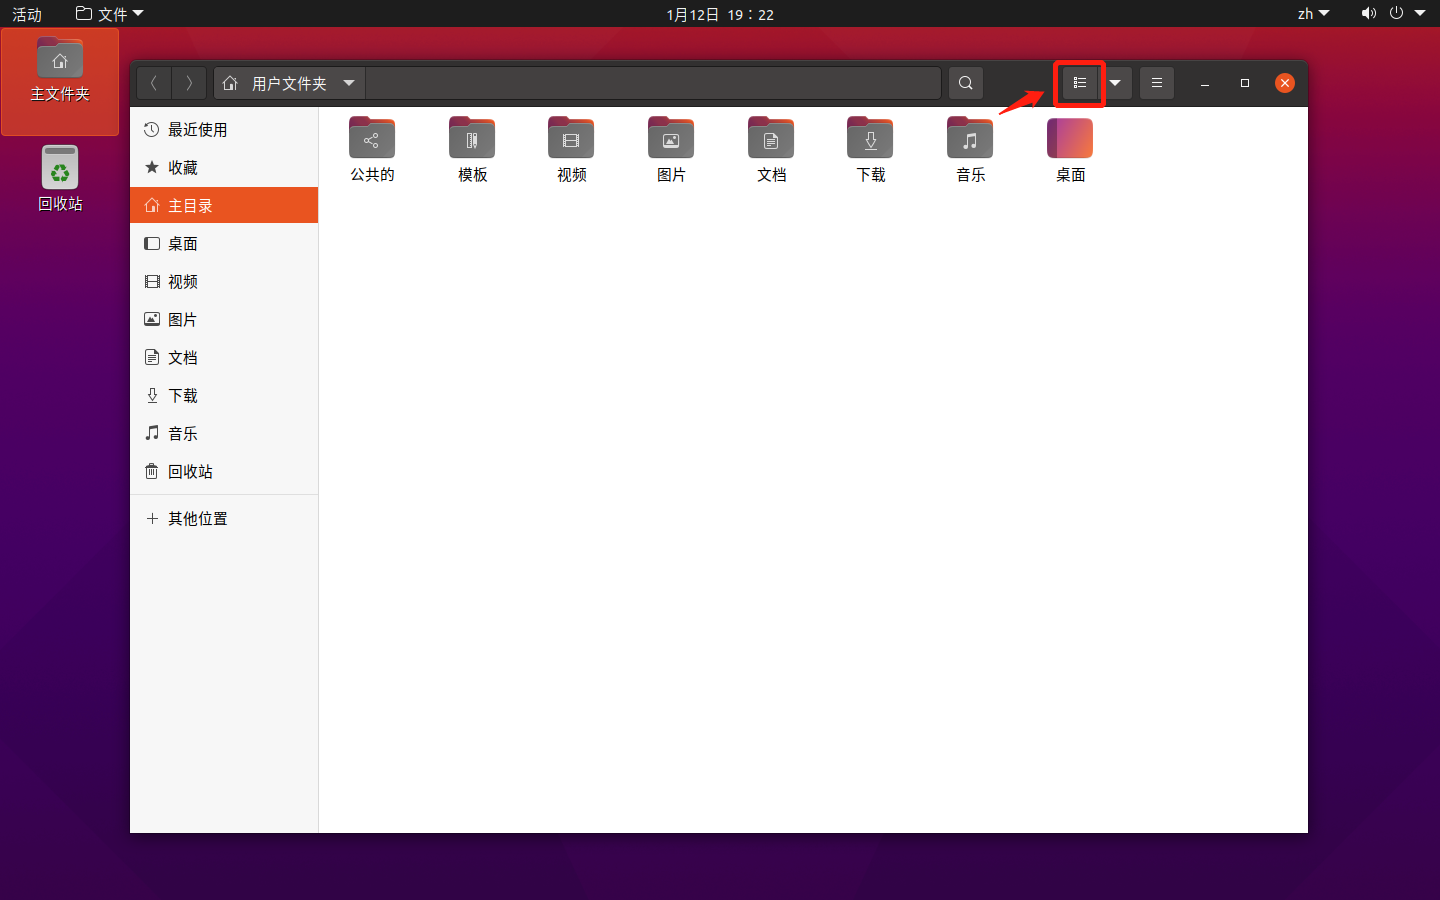 活动 文件 1月12日 19：22 zh
主文件夹
回收站
用户文件夹
最近使用
收藏
主目录
桌面
视频
图片
文档
下载
音乐
回收站
其他位置
公共的 模板 视频 图片 文档 下载 音乐 桌面